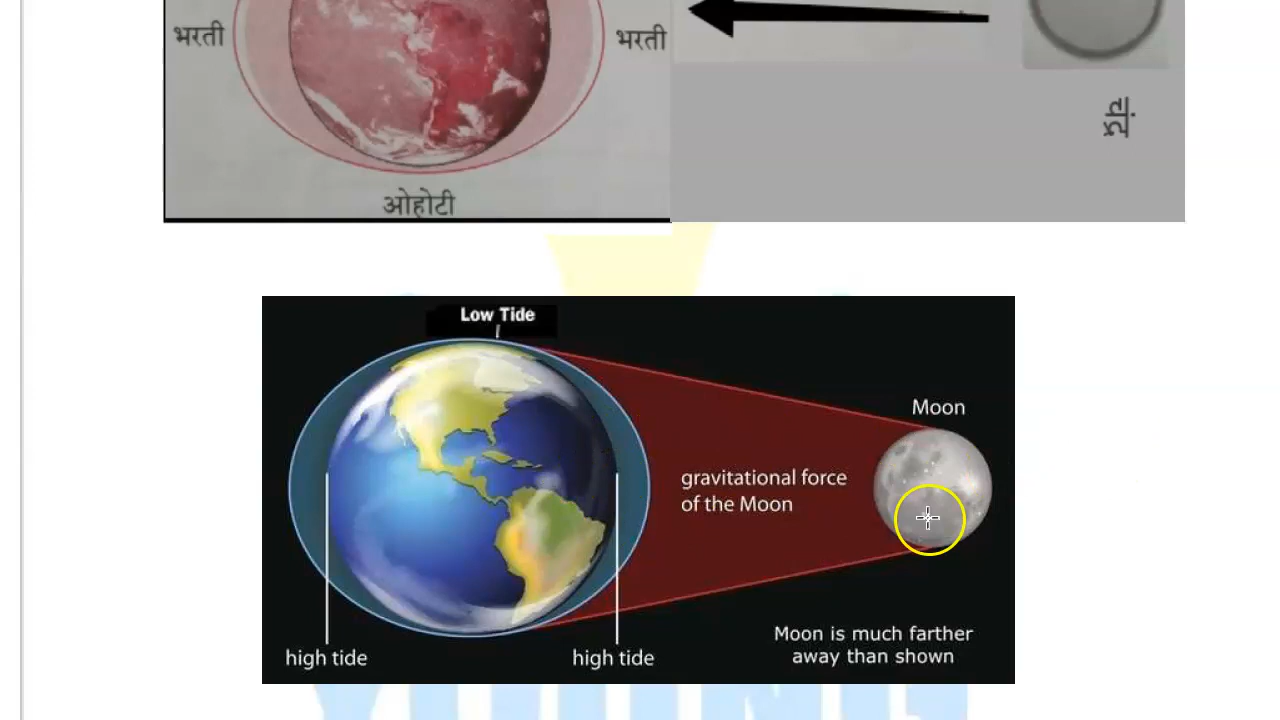 भरती
भरती
चंद्र
ओहोटी
Low Tide
Moon
gravitational force
of the Moon
Moon is much farther
away than shown
high tide
high tide